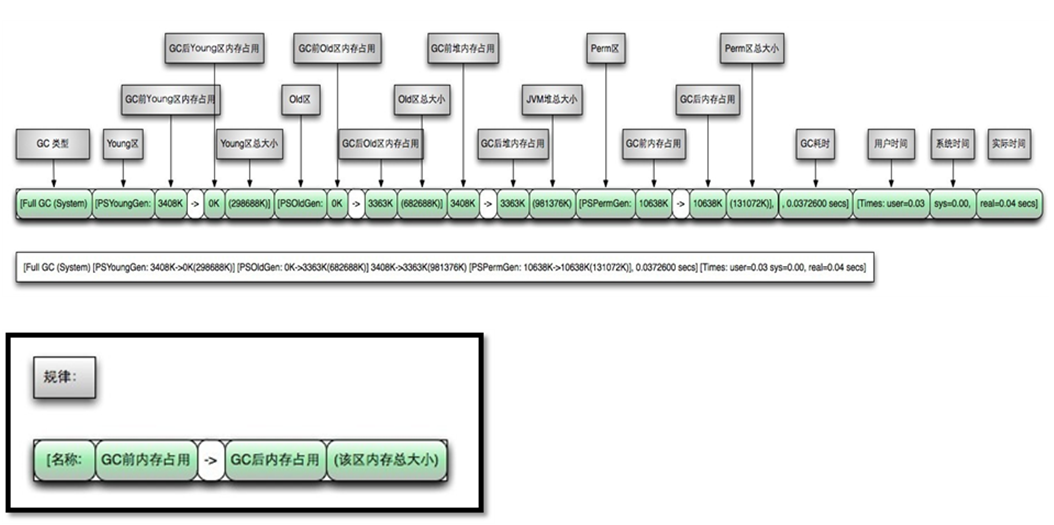 GC后Young区内存占用 GC前Old区内存占用 GC前堆内存占用 Perm区 Perm区总大小
GC前Young区内存占用 Old区 Old区总大小 JVM堆总大小 GC后内存占用
GC 类型 Young区 Young区总大小 GC后Old区内存占用 GC后堆内存占用 GC前内存占用 GC耗时 用户时间 系统时间 实际时间
[Full GC (System) [PSYoungGen: 3408K -> 0K (298688K)] [PSOldGen: 0K -> 3363K (682688K)] 3408K -> 3363K (981376K) [PSPermGen: 10638K -> 10638K (131072K)], , 0.0372600 secs] [Times: user=0.03 sys=0.00, real=0.04 secs]
[Full GC (System) [PSYoungGen: 3408K->0K(298688K)] [PSOldGen: 0K->3363K(682688K)] 3408K->3363K(981376K) [PSPermGen: 10638K->10638K(131072K)], 0.0372600 secs] [Times: user=0.03 sys=0.00, real=0.04 secs]
规律:
[名称: GC前内存占用 -> GC后内存占用 (该区内存总大小)